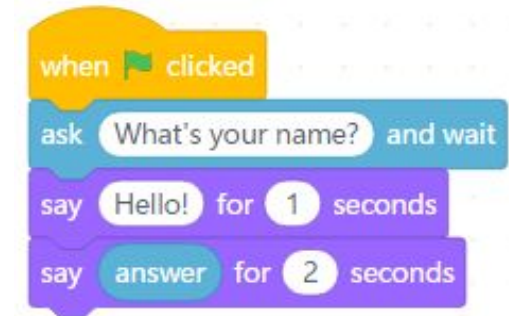 when clicked
ask What's your name? and wait
say Hello! for 1 seconds
say answer for 2 seconds